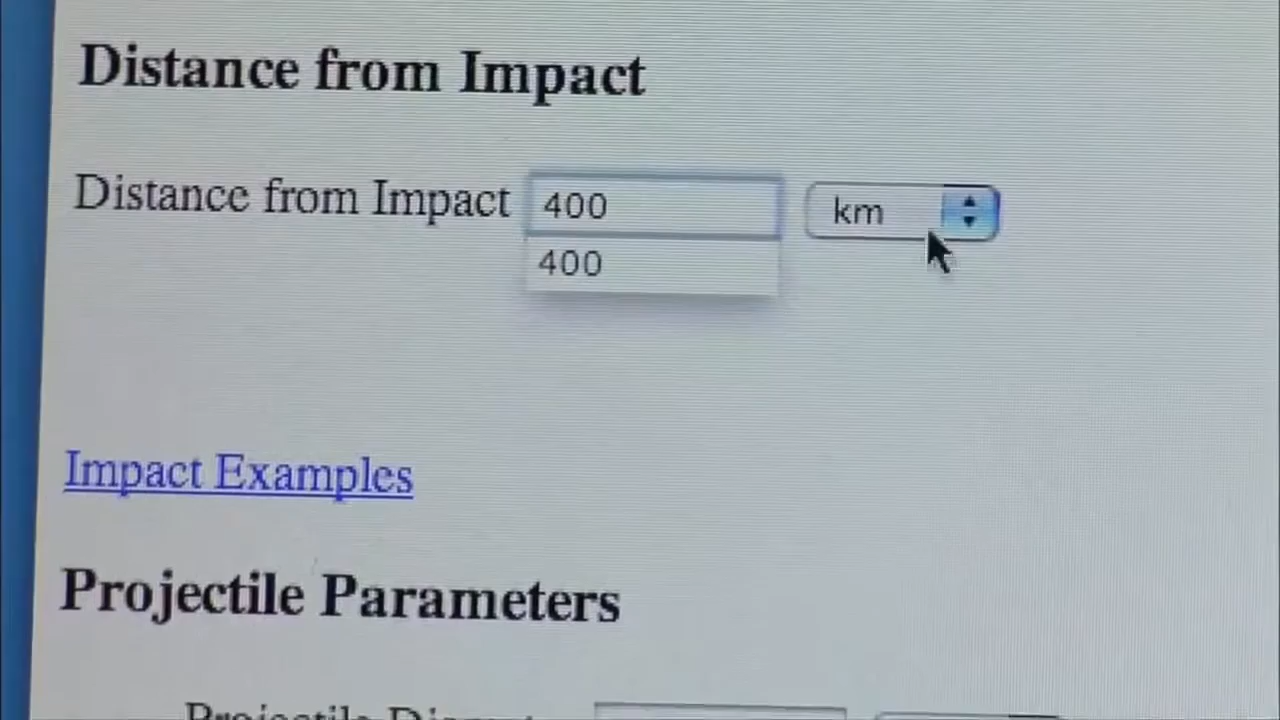 Distance from Impact
Distance from Impact 400 km
400
Impact Examples
Projectile Parameters